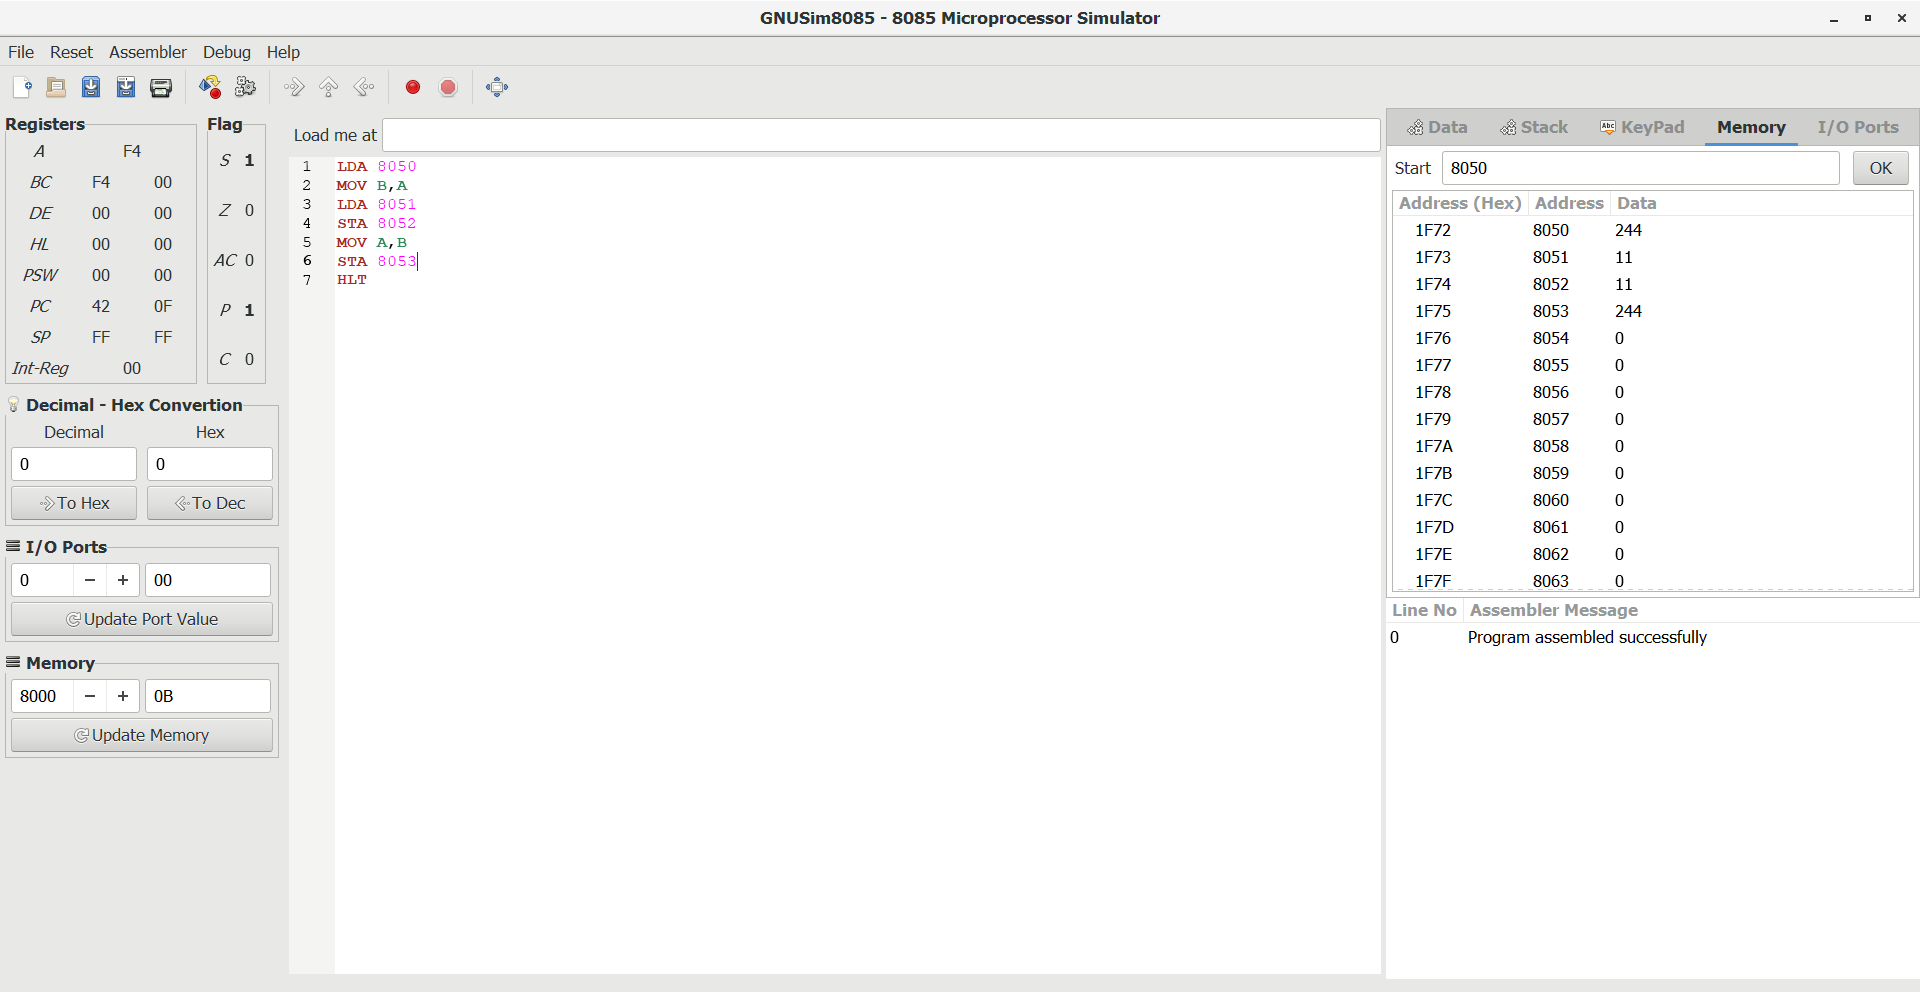 GNUSim8085 - 8085 Microprocessor Simulator
File Reset Assembler Debug Help
Registers
A F4
BC F4 00
DE 00 00
HL 00 00
PSW 00 00
PC 42 0F
SP FF FF
Int-Reg 00
Flag
S 1
Z 0
AC 0
P 1
C 0
Decimal - Hex Convertion
Decimal Hex
0 0
To Hex To Dec
I/O Ports
0 − + 00
Update Port Value
Memory
8000 − + 0B
Update Memory
Load me at
1 LDA 8050
2 MOV B,A
3 LDA 8051
4 STA 8052
5 MOV A,B
6 STA 8053
7 HLT
Data Stack Abc KeyPad Memory I/O Ports
Start 8050 OK
Address (Hex) Address Data
1F72 8050 244
1F73 8051 11
1F74 8052 11
1F75 8053 244
1F76 8054 0
1F77 8055 0
1F78 8056 0
1F79 8057 0
1F7A 8058 0
1F7B 8059 0
1F7C 8060 0
1F7D 8061 0
1F7E 8062 0
1F7F 8063 0
Line No Assembler Message
0 Program assembled successfully